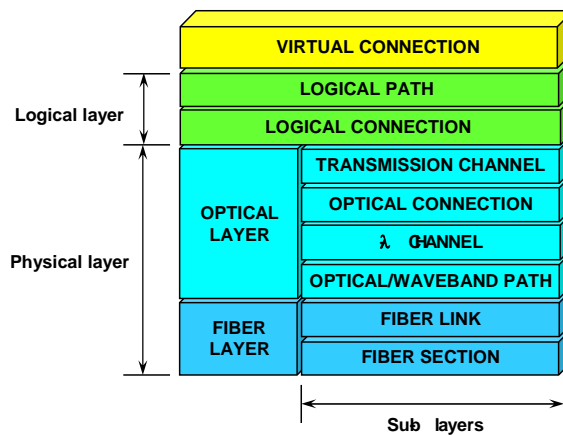 VIRTUAL CONNECTION
LOGICAL PATH
Logical layer
LOGICAL CONNECTION
TRANSMISSION CHANNEL
OPTICAL LAYER
OPTICAL CONNECTION
λ CHANNEL
Physical layer
OPTICAL/WAVEBAND PATH
FIBER LAYER
FIBER LINK
FIBER SECTION
Sub layers